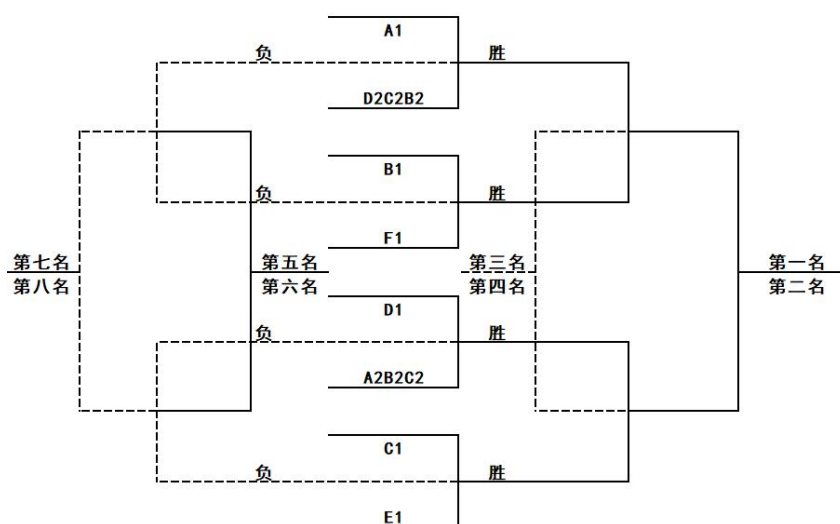 A1
负 胜
D2C2B2
B1
负 胜
F1
第七名 第五名 第三名 第一名
第八名 第六名 第四名 第二名
D1
负 胜
A2B2C2
C1
负 胜
E1